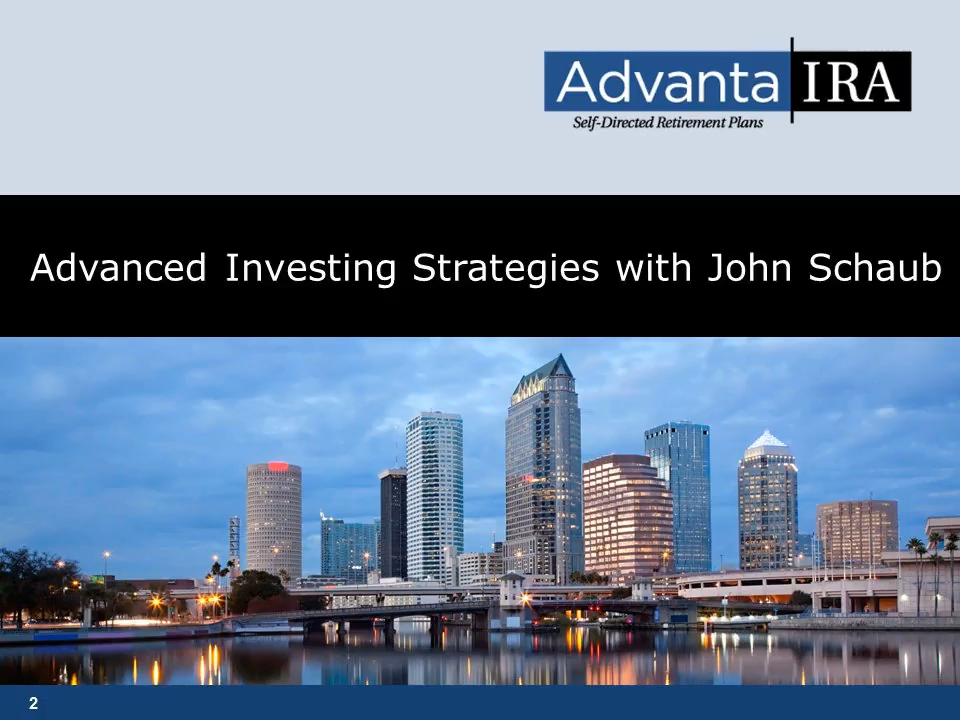 Advanta IRA
Self-Directed Retirement Plans
Advanced Investing Strategies with John Schaub
2